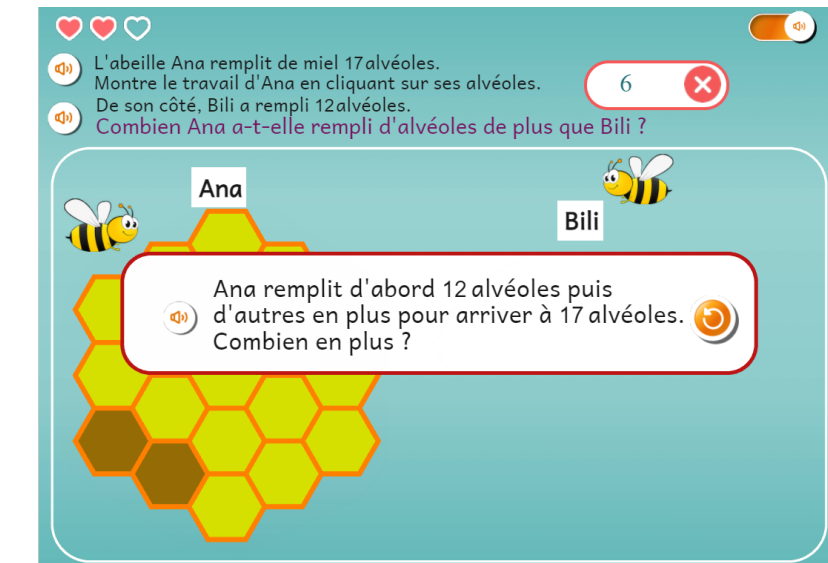 L'abeille Ana remplit de miel 17 alvéoles.
Montre le travail d'Ana en cliquant sur ses alvéoles.
De son côté, Bili a rempli 12 alvéoles.
Combien Ana a-t-elle rempli d'alvéoles de plus que Bili ?
6
Ana
Bili
Ana remplit d'abord 12 alvéoles puis
d'autres en plus pour arriver à 17 alvéoles.
Combien en plus ?